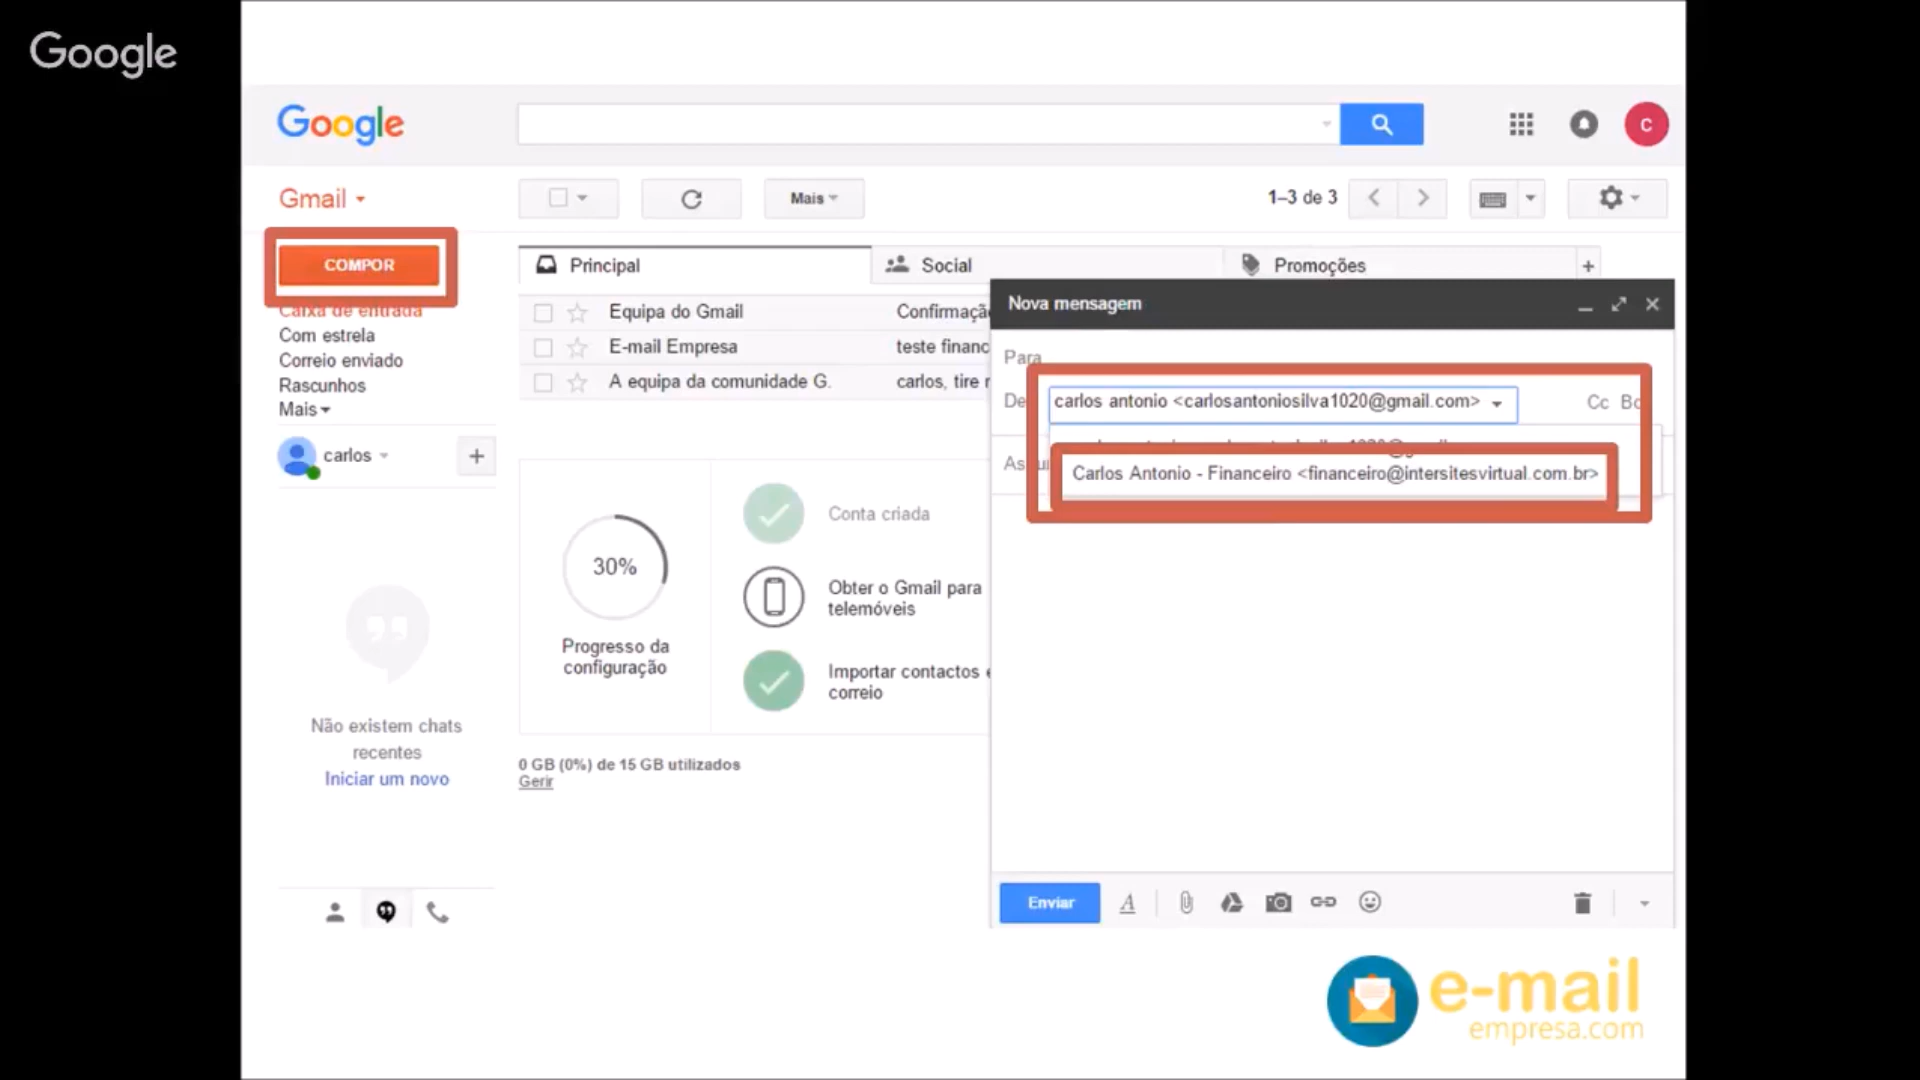 Google
Google
Gmail
Mais
1–3 de 3
C
COMPOR
Caixa de entrada
Com estrela
Correio enviado
Rascunhos
Mais
carlos
Principal
Social
Promoções
+
Equipa do Gmail
Confirmaçã
E-mail Empresa
teste financ
A equipa da comunidade G.
carlos, tire
Nova mensagem
Para
De
carlos antonio <carlosantoniosilva1020@gmail.com>
Cc
Carlos Antonio - Financeiro <financeiro@intersitesvirtual.com.br>
30%
Progresso da
configuração
Conta criada
Obter o Gmail para
telemóveis
Importar contactos e
correio
Não existem chats
recentes
Iniciar um novo
0 GB (0%) de 15 GB utilizados
Gerir
Enviar
e-mail
empresa.com